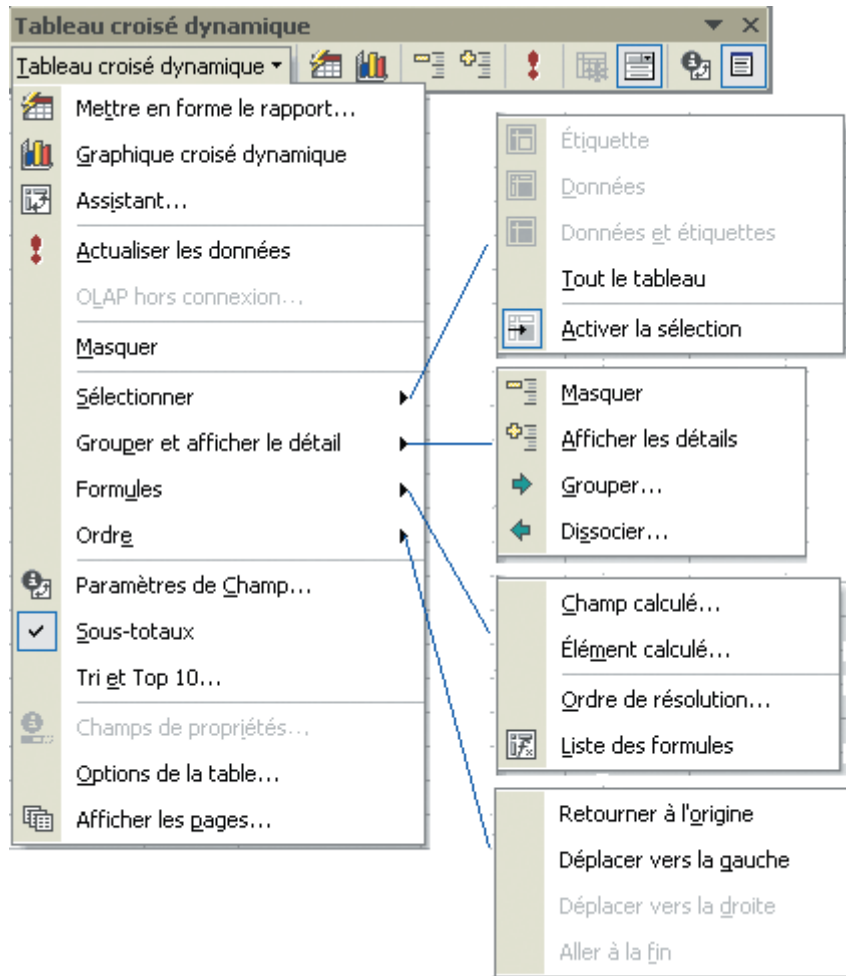 Tableau croisé dynamique
Tableau croisé dynamique
Mettre en forme le rapport...
Graphique croisé dynamique
Assistant...
Actualiser les données
OLAP hors connexion...
Masquer
Sélectionner
Grouper et afficher le détail
Formules
Ordre
Paramètres de Champ...
Sous-totaux
Tri et Top 10...
Champs de propriétés...
Options de la table...
Afficher les pages...
Étiquette
Données
Données et étiquettes
Tout le tableau
Activer la sélection
Masquer
Afficher les détails
Grouper...
Dissocier...
Champ calculé...
Élément calculé...
Ordre de résolution...
Liste des formules
Retourner à l'origine
Déplacer vers la gauche
Déplacer vers la droite
Aller à la fin